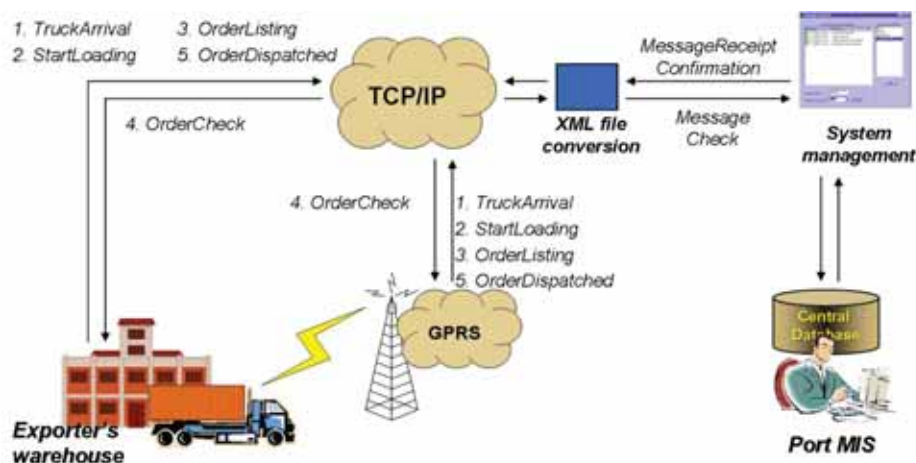 1. TruckArrival
3. OrderListing
2. StartLoading
5. OrderDispatched
TCP/IP
MessageReceipt
Confirmation
4. OrderCheck
XML file
conversion
Message
Check
System
management
4. OrderCheck
1. TruckArrival
2. StartLoading
3. OrderListing
5. OrderDispatched
GPRS
Central
Database
Exporter's
warehouse
Port MIS